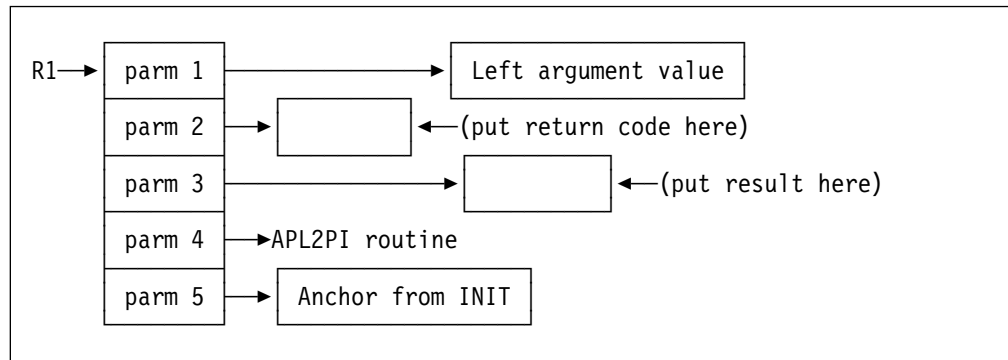 R1 parm 1 Left argument value
parm 2 (put return code here)
parm 3 (put result here)
parm 4 APL2PI routine
parm 5 Anchor from INIT